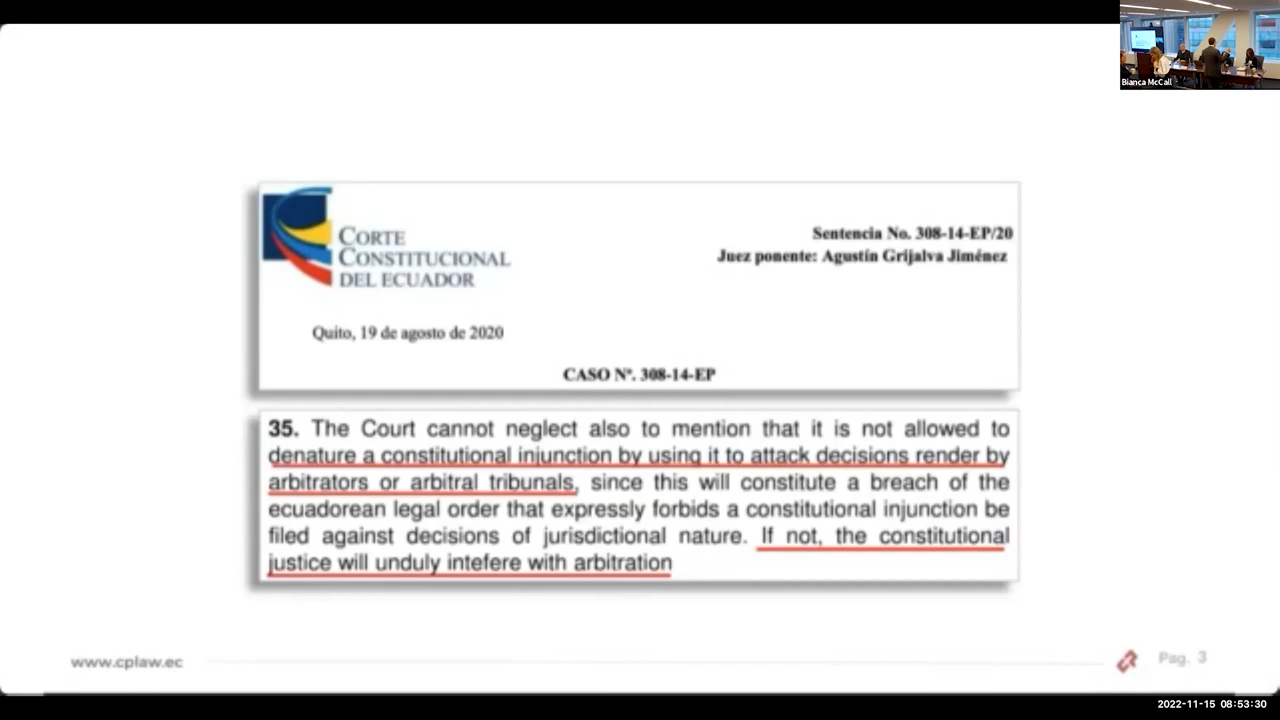 Bianca McCall
CORTE
CONSTITUCIONAL
DEL ECUADOR
Sentencia No. 308-14-EP/20
Juez ponente: Agustín Grijalva Jiménez
Quito, 19 de agosto de 2020
CASO Nº. 308-14-EP
35. The Court cannot neglect also to mention that it is not allowed to
denature a constitutional injunction by using it to attack decisions render by
arbitrators or arbitral tribunals, since this will constitute a breach of the
ecuadorean legal order that expressly forbids a constitutional injunction be
filed against decisions of jurisdictional nature. If not, the constitutional
justice will unduly intefere with arbitration
www.cplaw.ec
Pag. 3
2022-11-15 08:53:30